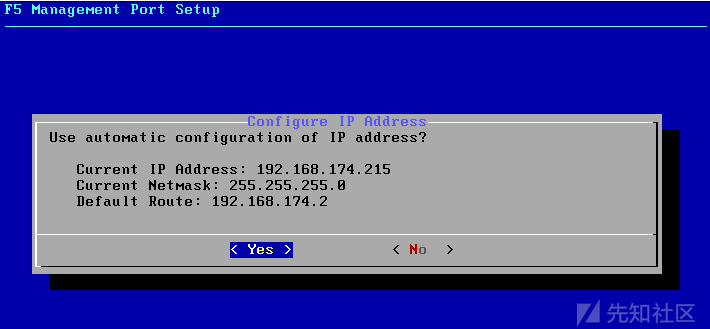 F5 Management Port Setup
Configure IP Address
Use automatic configuration of IP address?
Current IP Address: 192.168.174.215
Current Netmask: 255.255.255.0
Default Route: 192.168.174.2
< Yes > < No >
先知社区